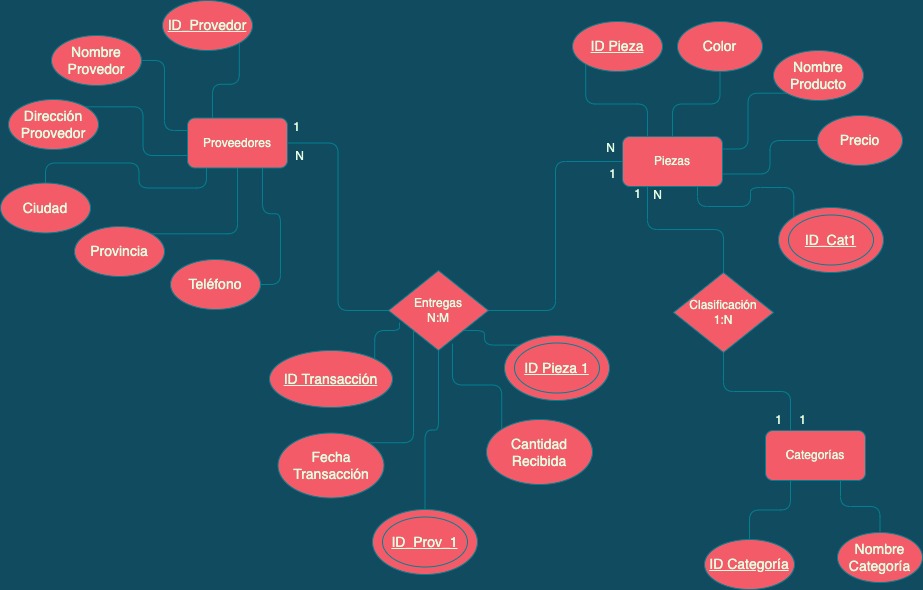 ID_Provedor
Nombre
Provedor
Dirección
Proovedor
Ciudad
Provincia
Teléfono
Proveedores
1
N
ID Pieza
Color
Nombre
Producto
Precio
ID_Cat1
Piezas
N
1
1
N
Entregas
N:M
Clasificación
1:N
ID Transacción
Fecha
Transacción
ID_Prov_1
Cantidad
Recibida
ID Pieza 1
1
1
Categorías
ID Categoría
Nombre
Categoría